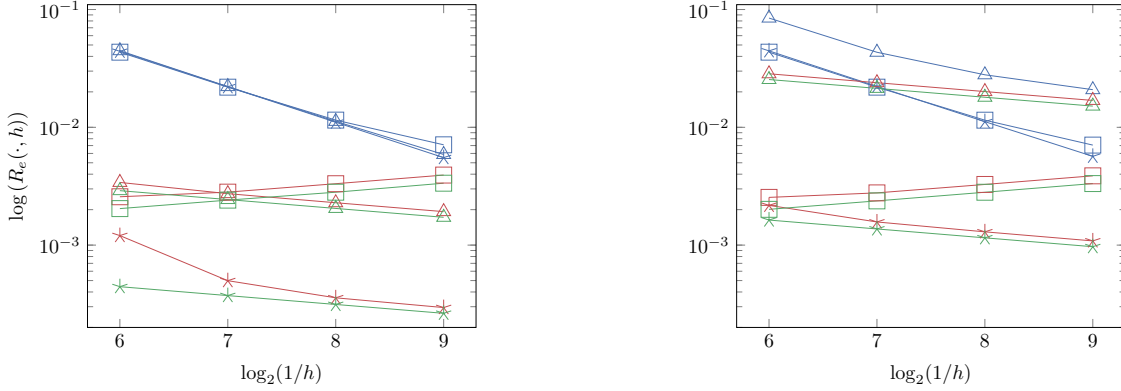 10^{-1}
10^{-2}
10^{-3}
log(R_e(·, h))
6 7 8 9
log_2(1/h)
10^{-1}
10^{-2}
10^{-3}
6 7 8 9
log_2(1/h)